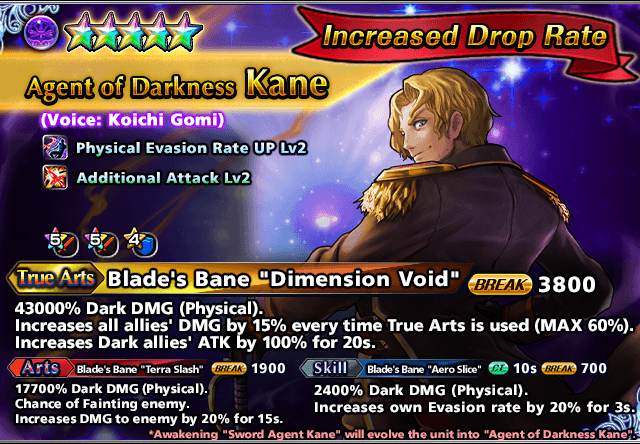 Increased Drop Rate
Agent of Darkness Kane
(Voice: Koichi Gomi)
Physical Evasion Rate UP Lv2
Additional Attack Lv2
5 5 4
True Arts Blade's Bane "Dimension Void" BREAK 3800
43000% Dark DMG (Physical).
Increases all allies' DMG by 15% every time True Arts is used (MAX 60%).
Increases Dark allies' ATK by 100% for 20s.
Arts Blade's Bane "Terra Slash" BREAK 1900
17700% Dark DMG (Physical).
Chance of Fainting enemy.
Increases DMG to enemy by 20% for 15s.
Skill Blade's Bane "Aero Slice" C.T. 10s BREAK 700
2400% Dark DMG (Physical).
Increases own Evasion rate by 20% for 3s.
*Awakening "Sword Agent Kane" will evolve the unit into "Agent of Darkness Kane".